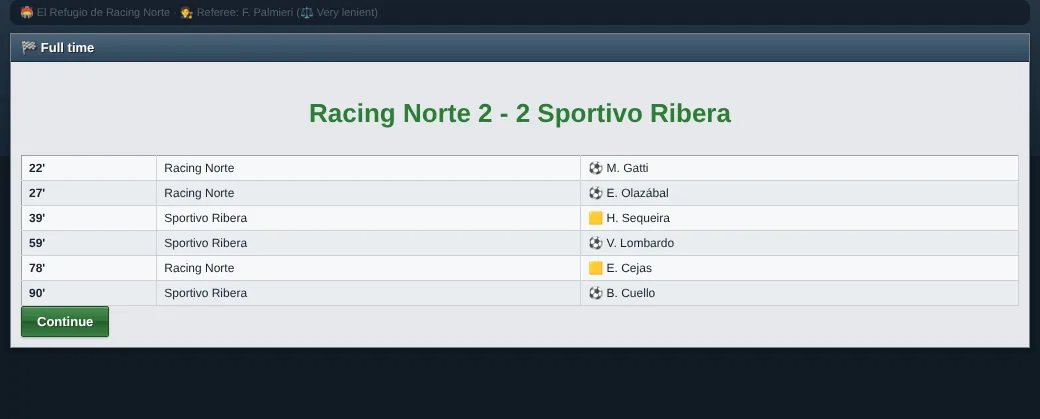 El Refugio de Racing Norte · Referee: F. Palmieri (Very lenient)
Full time
Racing Norte 2 - 2 Sportivo Ribera
22' Racing Norte M. Gatti
27' Racing Norte E. Olazábal
39' Sportivo Ribera H. Sequeira
59' Sportivo Ribera V. Lombardo
78' Racing Norte E. Cejas
90' Sportivo Ribera B. Cuello
Continue